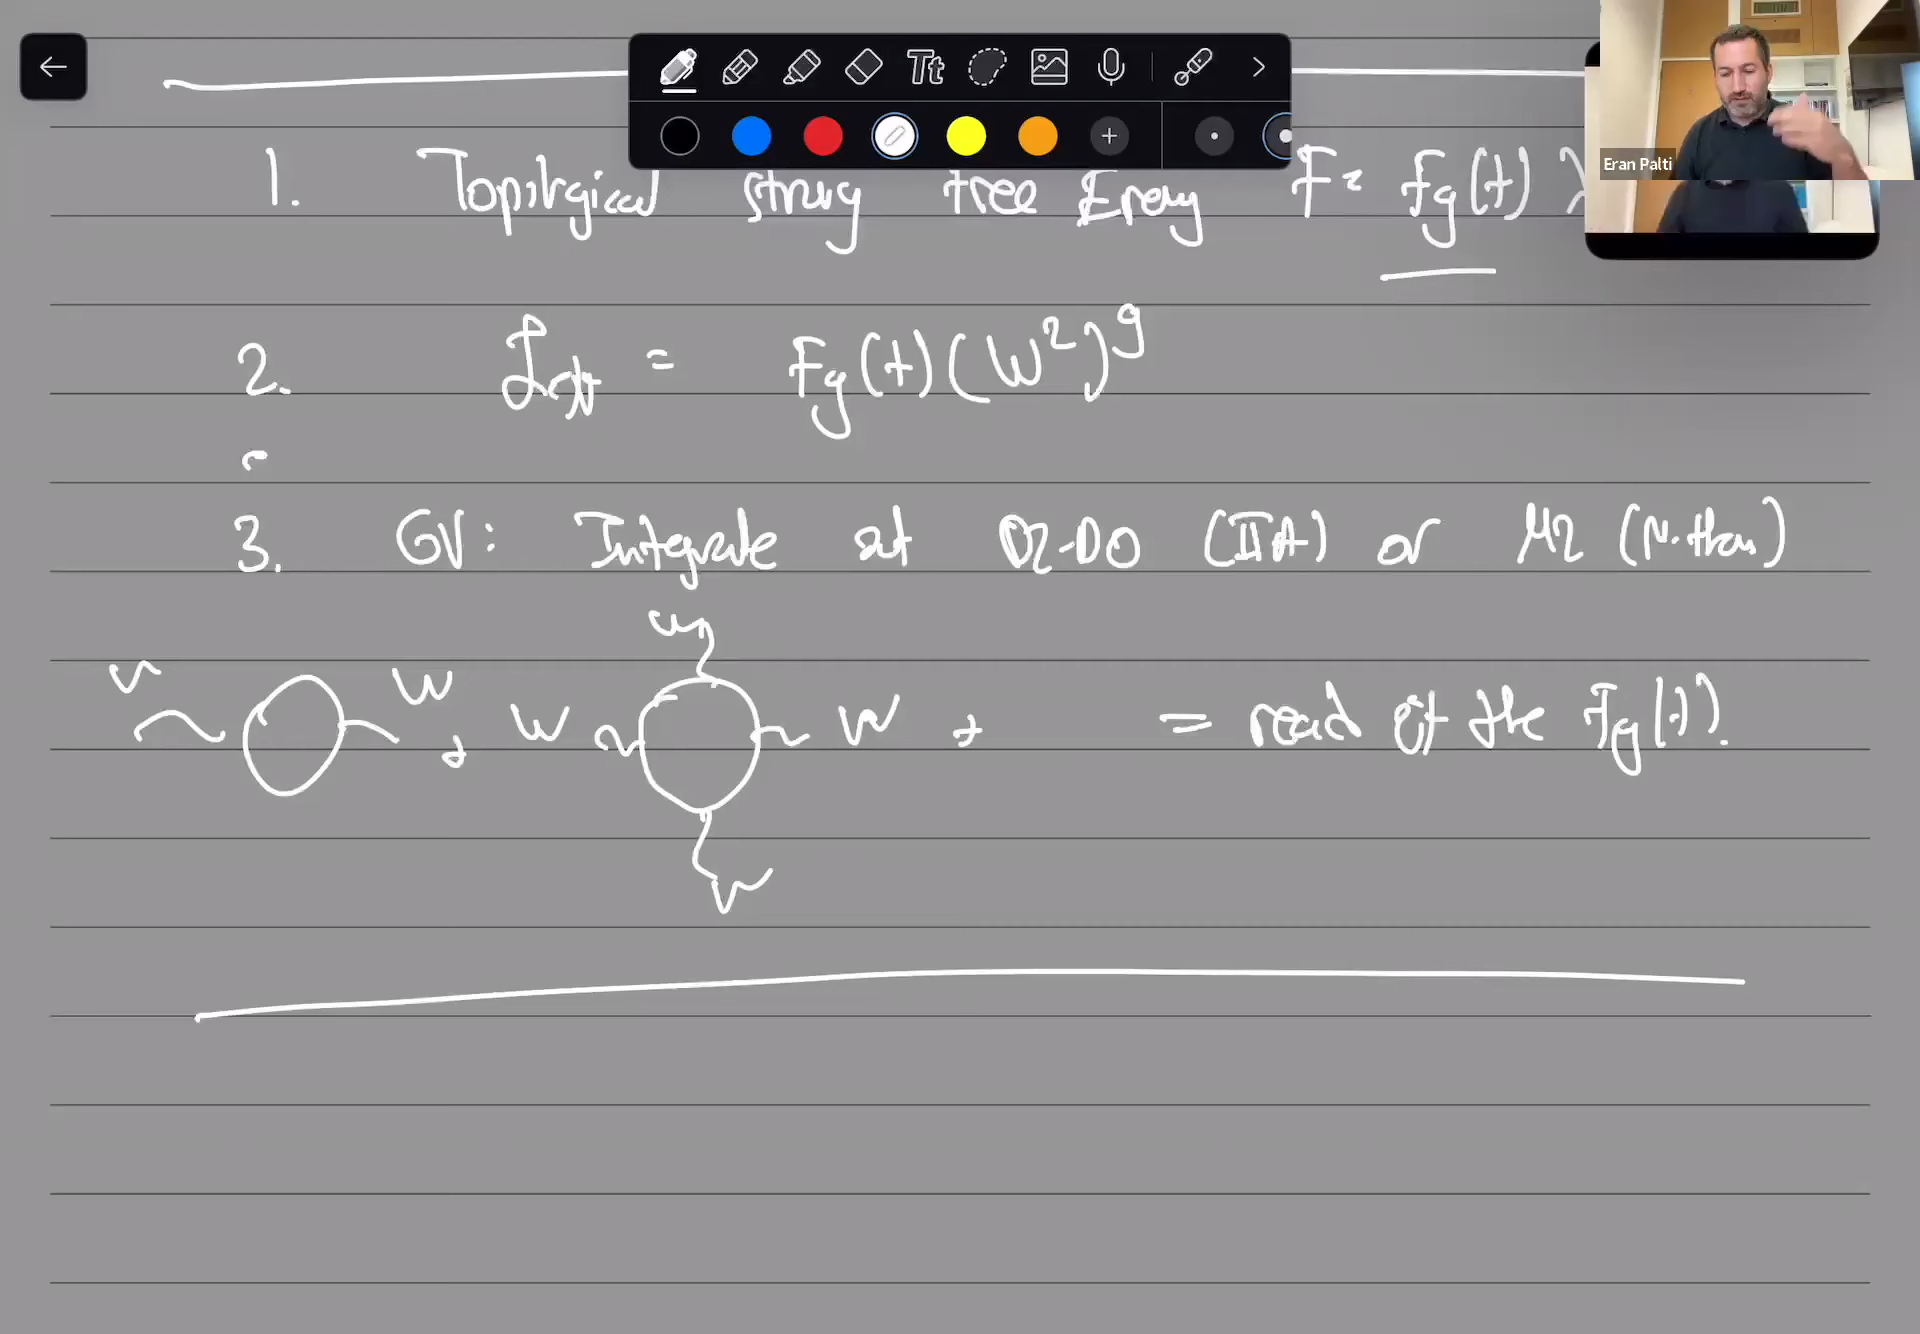 Tt
Eran Palti
1. Topological string free Energy F = Fg(t) λ
2. Leff = Fg(t) (W²)^g
3. GV: Integrate out D2-D0 (IIA) or M2 (M-theory)
W W + W W W W + = read off the Fg(t).